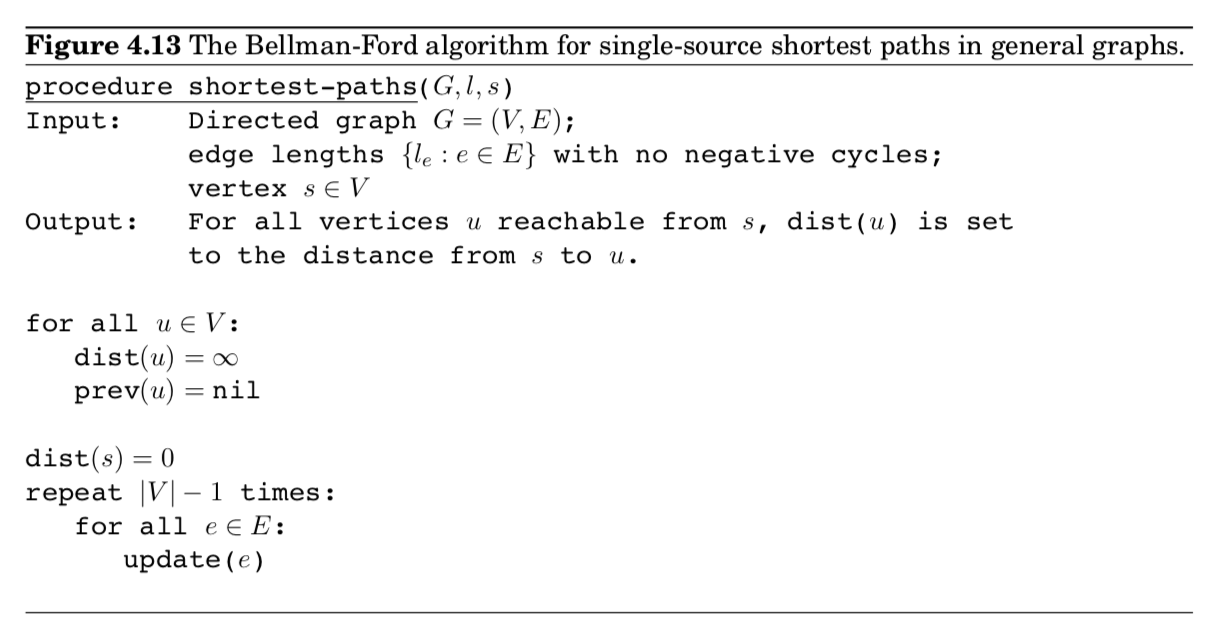 Figure 4.13 The Bellman-Ford algorithm for single-source shortest paths in general graphs.
procedure shortest-paths(G, l, s)
Input: Directed graph G = (V, E);
edge lengths {lₑ : e ∈ E} with no negative cycles;
vertex s ∈ V
Output: For all vertices u reachable from s, dist(u) is set
to the distance from s to u.
for all u ∈ V:
dist(u) = ∞
prev(u) = nil
dist(s) = 0
repeat |V| − 1 times:
for all e ∈ E:
update(e)